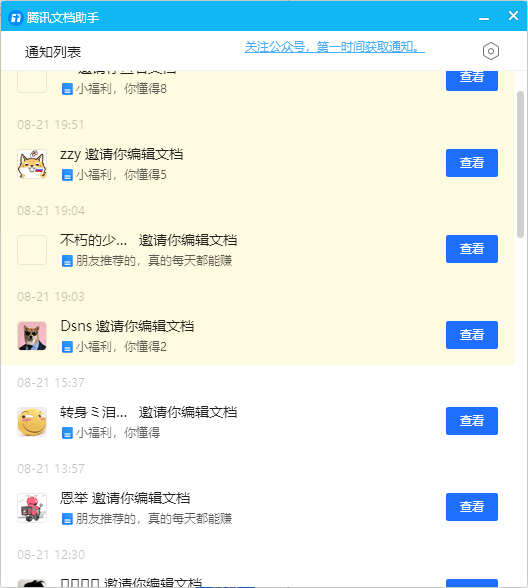 腾讯文档助手
通知列表
关注公众号，第一时间获取通知。
邀请你查看文档
查看
小福利，你懂得8
08-21 19:51
zzy 邀请你编辑文档
查看
小福利，你懂得5
08-21 19:04
不朽的少... 邀请你编辑文档
查看
朋友推荐的，真的每天都能赚
08-21 19:03
Dsns 邀请你编辑文档
查看
小福利，你懂得2
08-21 15:37
转身ミ泪... 邀请你编辑文档
查看
小福利，你懂得
08-21 13:57
恩举 邀请你编辑文档
查看
朋友推荐的，真的每天都能赚
08-21 12:30
邀请你编辑文档